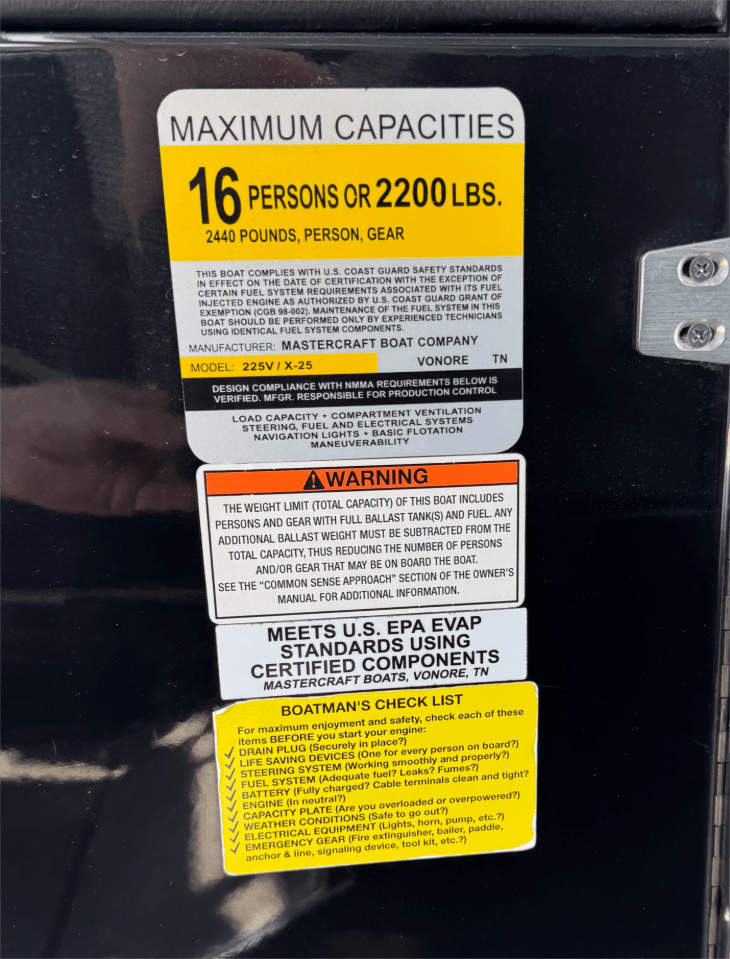 MAXIMUM CAPACITIES
16 PERSONS OR 2200 LBS.
2440 POUNDS, PERSON, GEAR
THIS BOAT COMPLIES WITH U.S. COAST GUARD SAFETY STANDARDS
IN EFFECT ON THE DATE OF CERTIFICATION WITH THE EXCEPTION OF
CERTAIN FUEL SYSTEM REQUIREMENTS ASSOCIATED WITH ITS FUEL
INJECTED ENGINE AS AUTHORIZED BY U.S. COAST GUARD GRANT OF
EXEMPTION (CGB 98-002). MAINTENANCE OF THE FUEL SYSTEM IN THIS
BOAT SHOULD BE PERFORMED ONLY BY EXPERIENCED TECHNICIANS
USING IDENTICAL FUEL SYSTEM COMPONENTS.
MANUFACTURER: MASTERCRAFT BOAT COMPANY
MODEL: 225V / X-25 VONORE TN
DESIGN COMPLIANCE WITH NMMA REQUIREMENTS BELOW IS
VERIFIED. MFGR. RESPONSIBLE FOR PRODUCTION CONTROL
LOAD CAPACITY * COMPARTMENT VENTILATION
STEERING, FUEL AND ELECTRICAL SYSTEMS
NAVIGATION LIGHTS * BASIC FLOTATION
MANEUVERABILITY
WARNING
THE WEIGHT LIMIT (TOTAL CAPACITY) OF THIS BOAT INCLUDES
PERSONS AND GEAR WITH FULL BALLAST TANK(S) AND FUEL. ANY
ADDITIONAL BALLAST WEIGHT MUST BE SUBTRACTED FROM THE
TOTAL CAPACITY, THUS REDUCING THE NUMBER OF PERSONS
AND/OR GEAR THAT MAY BE ON BOARD THE BOAT.
SEE THE "COMMON SENSE APPROACH" SECTION OF THE OWNER'S
MANUAL FOR ADDITIONAL INFORMATION.
MEETS U.S. EPA EVAP
STANDARDS USING
CERTIFIED COMPONENTS
MASTERCRAFT BOATS, VONORE, TN
BOATMAN'S CHECK LIST
For maximum enjoyment and safety, check each of these
items BEFORE you start your engine:
✓ DRAIN PLUG (Securely in place?)
✓ LIFE SAVING DEVICES (One for every person on board?)
✓ STEERING SYSTEM (Working smoothly and properly?)
✓ FUEL SYSTEM (Adequate fuel? Leaks? Fumes?)
✓ BATTERY (Fully charged? Cable terminals clean and tight?
✓ ENGINE (In neutral?)
✓ CAPACITY PLATE (Are you overloaded or overpowered?)
✓ WEATHER CONDITIONS (Safe to go out?)
✓ ELECTRICAL EQUIPMENT (Lights, horn, pump, etc.?)
✓ EMERGENCY GEAR (Fire extinguisher, bailer, paddle,
anchor & line, signaling device, tool kit, etc.?)